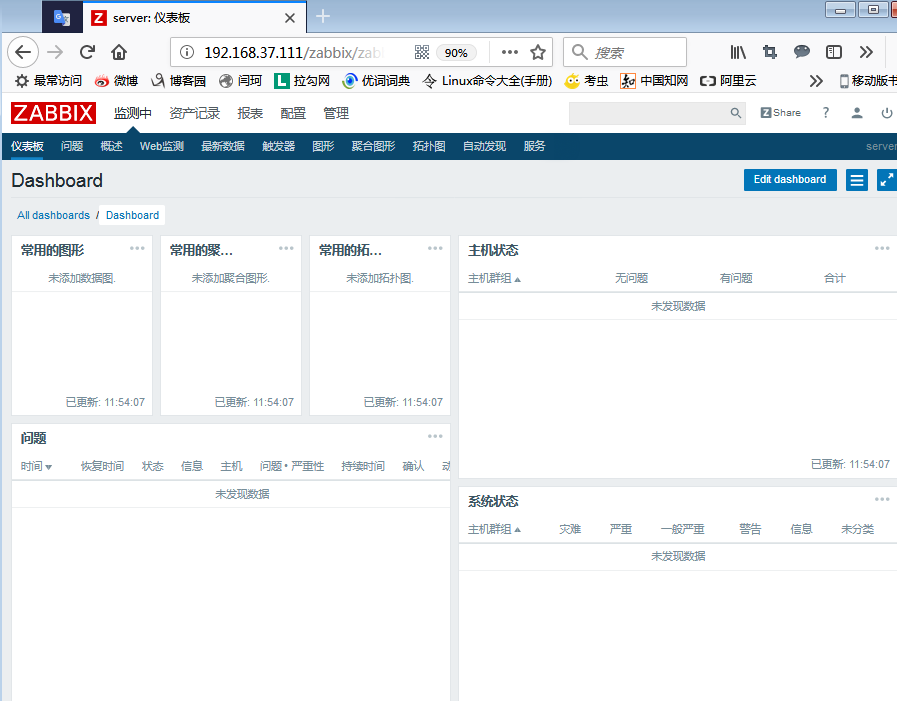 server: 仪表板
192.168.37.111/zabbix/zab 90% 搜索
最常访问 微博 博客园 闫珂 拉勾网 优词词典 Linux命令大全(手册) 考虫 中国知网 阿里云 移动版书
ZABBIX 监测中 资产记录 报表 配置 管理 Share ?
仪表板 问题 概述 Web监测 最新数据 触发器 图形 聚合图形 拓扑图 自动发现 服务 server
Dashboard Edit dashboard
All dashboards / Dashboard
常用的图形
未添加数据图.
已更新: 11:54:07
常用的聚...
未添加聚合图形.
已更新: 11:54:07
常用的拓...
未添加拓扑图.
已更新: 11:54:07
主机状态
主机群组 无问题 有问题 合计
未发现数据
已更新: 11:54:07
问题
时间 恢复时间 状态 信息 主机 问题 • 严重性 持续时间 确认 动
未发现数据
系统状态
主机群组 灾难 严重 一般严重 警告 信息 未分类
未发现数据